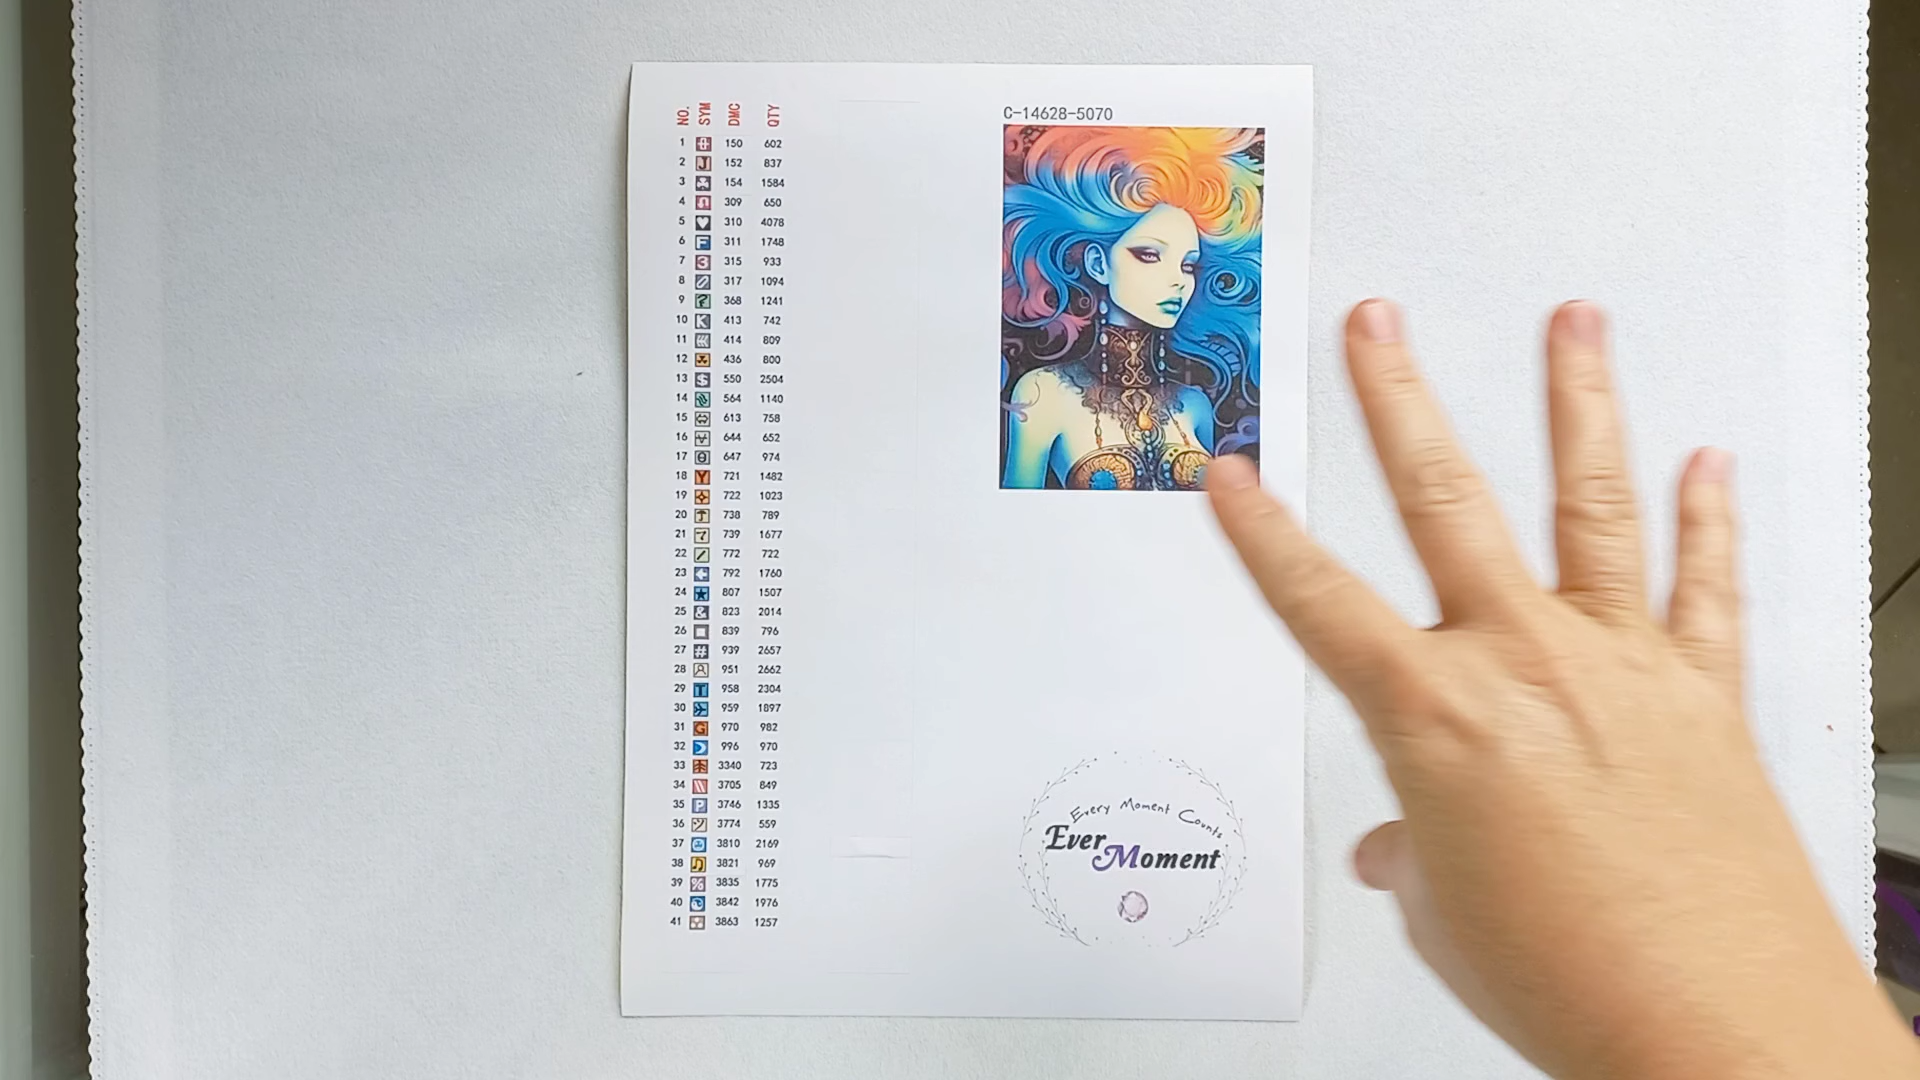 NO. SYM DMC QTY
1 150 602
2 J 152 837
3 154 1584
4 309 650
5 310 4078
6 F 311 1748
7 3 315 933
8 317 1094
9 ? 368 1241
10 K 413 742
11 414 809
12 436 800
13 $ 550 2504
14 564 1140
15 613 758
16 644 652
17 647 974
18 Y 721 1482
19 722 1023
20 738 789
21 7 739 1677
22 772 722
23 792 1760
24 807 1507
25 & 823 2014
26 839 796
27 # 939 2657
28 951 2662
29 T 958 2304
30 959 1897
31 G 970 982
32 996 970
33 3340 723
34 3705 849
35 P 3746 1335
36 3774 559
37 3810 2169
38 3821 969
39 % 3835 1775
40 3842 1976
41 3863 1257
C-14628-5070
Every Moment Counts
Ever
Moment